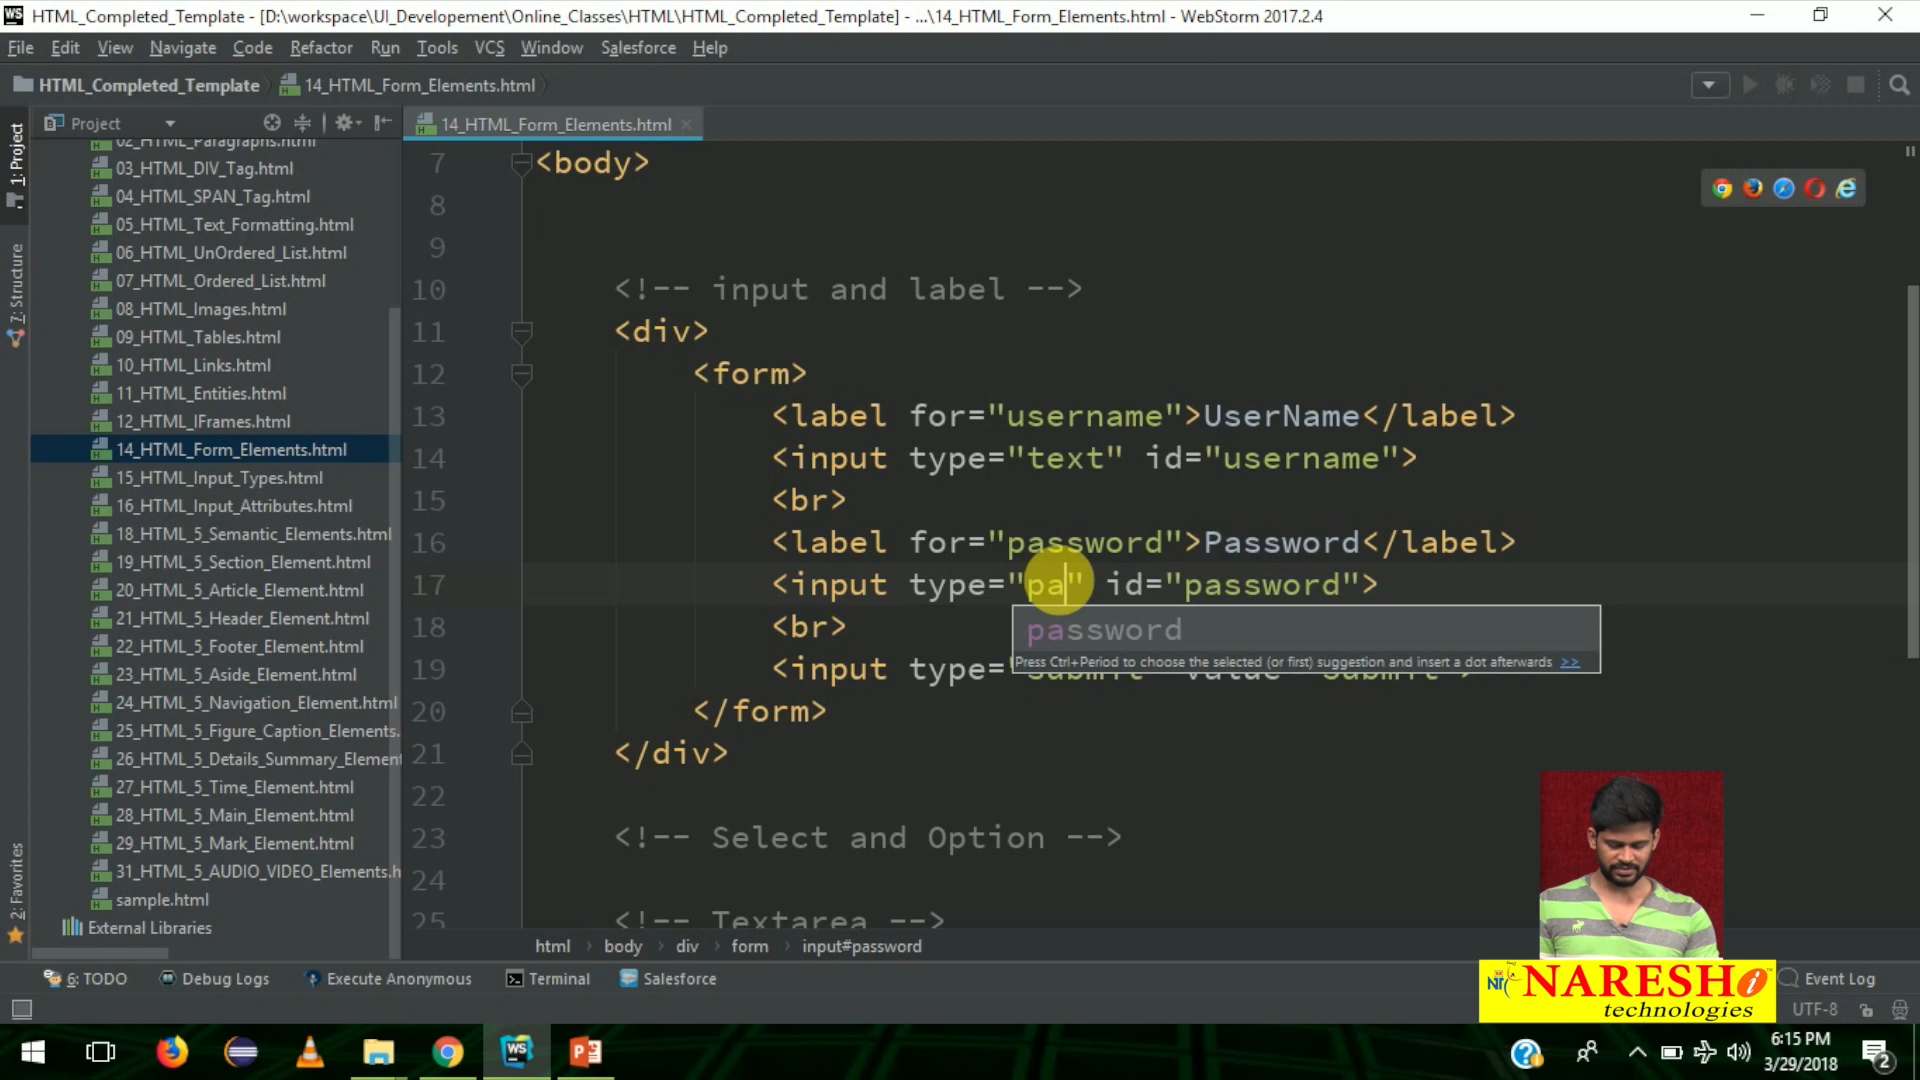 HTML_Completed_Template - [D:\workspace\UI_Developement\Online_Classes\HTML\HTML_Completed_Template] - ...\14_HTML_Form_Elements.html - WebStorm 2017.2.4
File Edit View Navigate Code Refactor Run Tools VCS Window Salesforce Help
HTML_Completed_Template 14_HTML_Form_Elements.html
1: Project
7: Structure
2: Favorites
Project
02_HTML_Paragraphs.html
03_HTML_DIV_Tag.html
04_HTML_SPAN_Tag.html
05_HTML_Text_Formatting.html
06_HTML_UnOrdered_List.html
07_HTML_Ordered_List.html
08_HTML_Images.html
09_HTML_Tables.html
10_HTML_Links.html
11_HTML_Entities.html
12_HTML_IFrames.html
14_HTML_Form_Elements.html
15_HTML_Input_Types.html
16_HTML_Input_Attributes.html
18_HTML_5_Semantic_Elements.html
19_HTML_5_Section_Element.html
20_HTML_5_Article_Element.html
21_HTML_5_Header_Element.html
22_HTML_5_Footer_Element.html
23_HTML_5_Aside_Element.html
24_HTML_5_Navigation_Element.html
25_HTML_5_Figure_Caption_Elements.
26_HTML_5_Details_Summary_Element
27_HTML_5_Time_Element.html
28_HTML_5_Main_Element.html
29_HTML_5_Mark_Element.html
31_HTML_5_AUDIO_VIDEO_Elements.h
sample.html
External Libraries
14_HTML_Form_Elements.html
7 <body>
8
9
10 <!-- input and label -->
11 <div>
12 <form>
13 <label for="username">UserName</label>
14 <input type="text" id="username">
15 <br>
16 <label for="password">Password</label>
17 <input type="pa" id="password">
18 <br>
password
Press Ctrl+Period to choose the selected (or first) suggestion and insert a dot afterwards >>
19 <input type="submit" value="Submit">
20 </form>
21 </div>
22
23 <!-- Select and Option -->
24
25 <!-- Textarea -->
html body div form input#password
6: TODO Debug Logs Execute Anonymous Terminal Salesforce Event Log
UTF-8
NARESH i
technologies
6:15 PM
3/29/2018
2